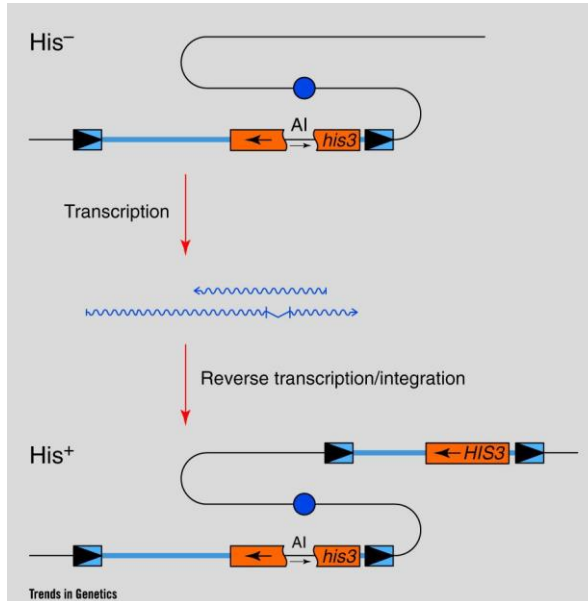 His⁻
AI
his3
Transcription
Reverse transcription/integration
His⁺
HIS3
AI
his3
Trends in Genetics